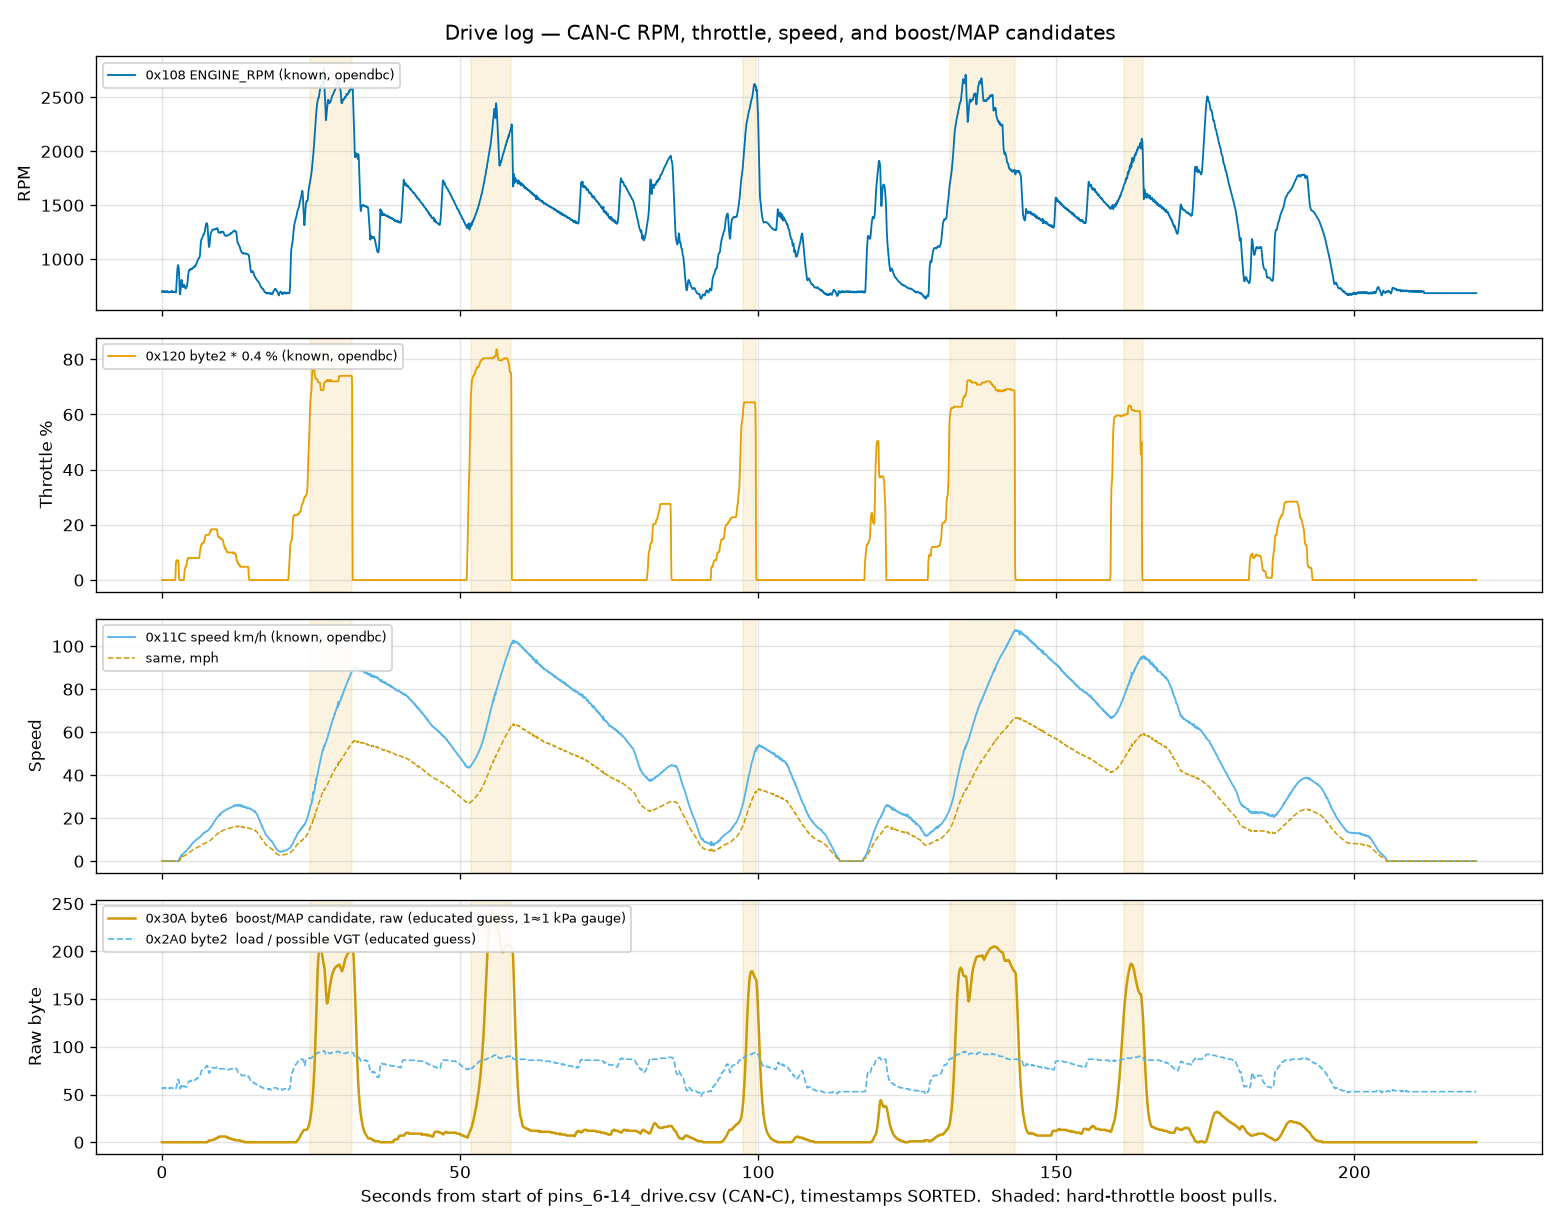 Drive log — CAN-C RPM, throttle, speed, and boost/MAP candidates
0x108 ENGINE_RPM (known, opendbc)
2500
2000
1500
1000
RPM
0x120 byte2 * 0.4 % (known, opendbc)
80
60
40
20
0
Throttle %
0x11C speed km/h (known, opendbc)
same, mph
100
80
60
40
20
0
Speed
0x30A byte6  boost/MAP candidate, raw (educated guess, 1≈1 kPa gauge)
0x2A0 byte2  load / possible VGT (educated guess)
250
200
150
100
50
0
Raw byte
0 50 100 150 200
Seconds from start of pins_6-14_drive.csv (CAN-C), timestamps SORTED.  Shaded: hard-throttle boost pulls.